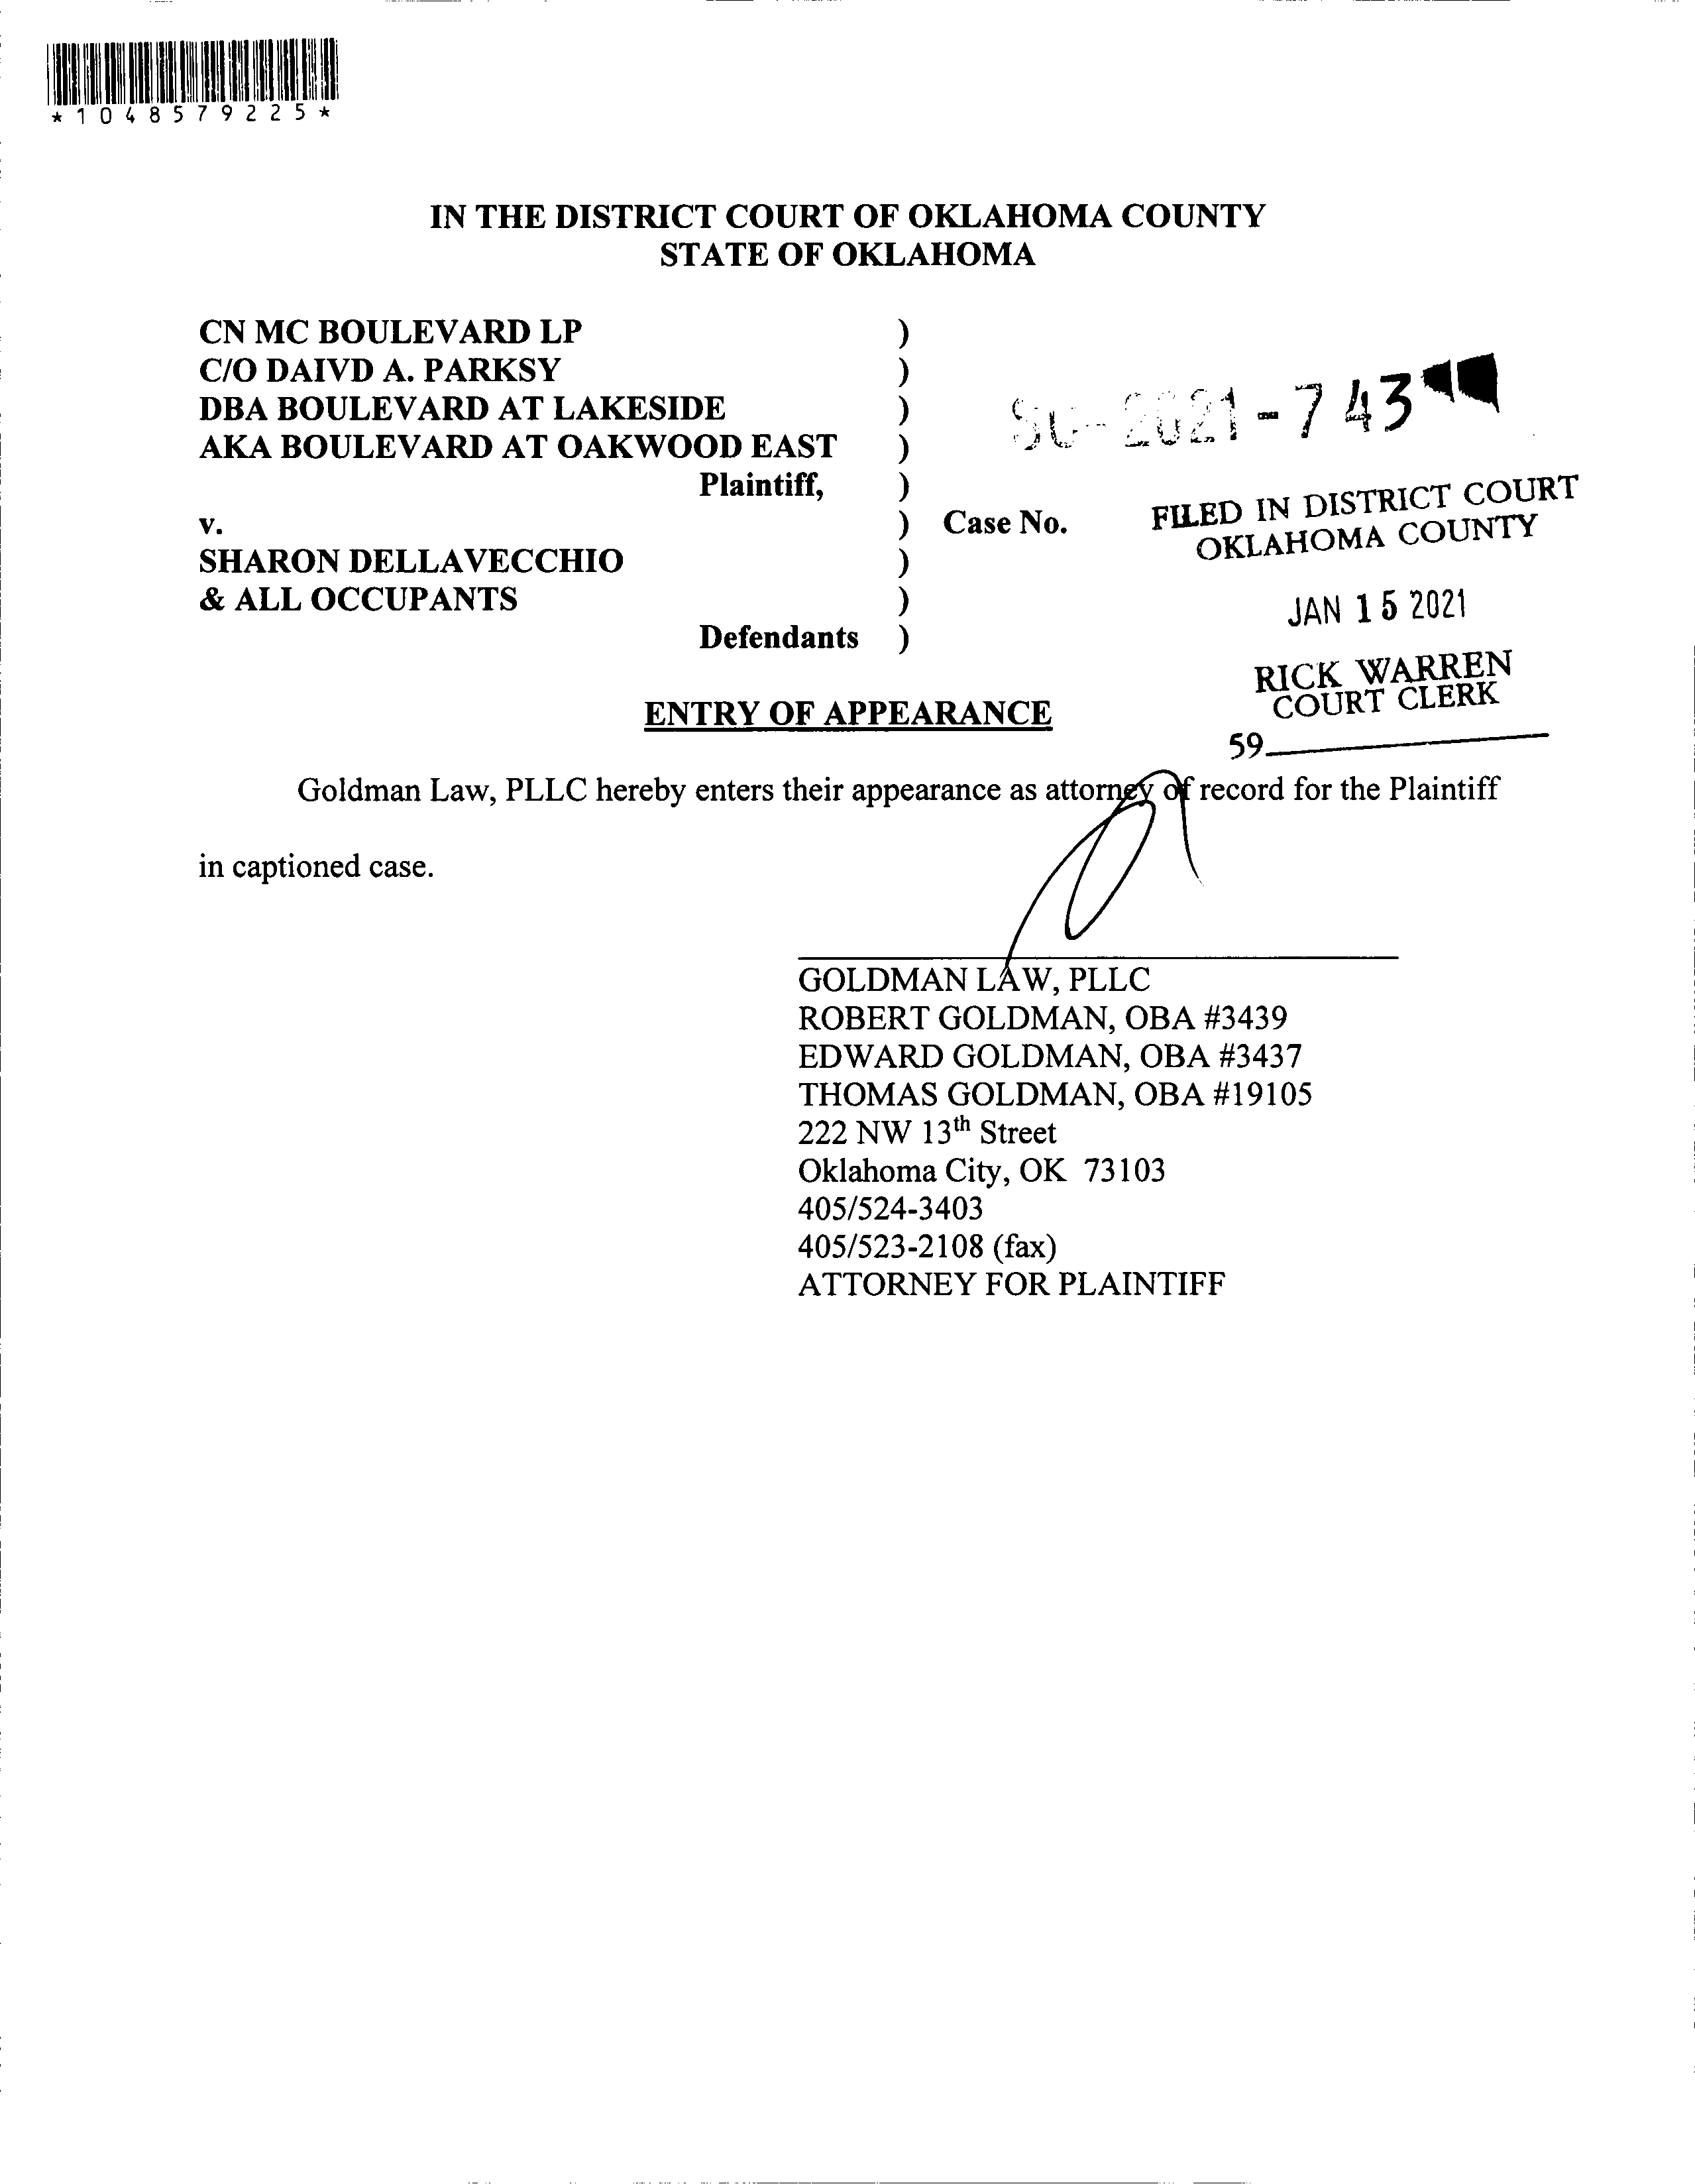 *1048579225*
IN THE DISTRICT COURT OF OKLAHOMA COUNTY
STATE OF OKLAHOMA
CN MC BOULEVARD LP )
C/O DAIVD A. PARKSY )
DBA BOULEVARD AT LAKESIDE )
AKA BOULEVARD AT OAKWOOD EAST )
Plaintiff, )
v. ) Case No.
SHARON DELLAVECCHIO )
& ALL OCCUPANTS )
Defendants )
SC-2021-743
FILED IN DISTRICT COURT
OKLAHOMA COUNTY
JAN 15 2021
RICK WARREN
COURT CLERK
59
ENTRY OF APPEARANCE
Goldman Law, PLLC hereby enters their appearance as attorney of record for the Plaintiff
in captioned case.
GOLDMAN LAW, PLLC
ROBERT GOLDMAN, OBA #3439
EDWARD GOLDMAN, OBA #3437
THOMAS GOLDMAN, OBA #19105
222 NW 13th Street
Oklahoma City, OK 73103
405/524-3403
405/523-2108 (fax)
ATTORNEY FOR PLAINTIFF